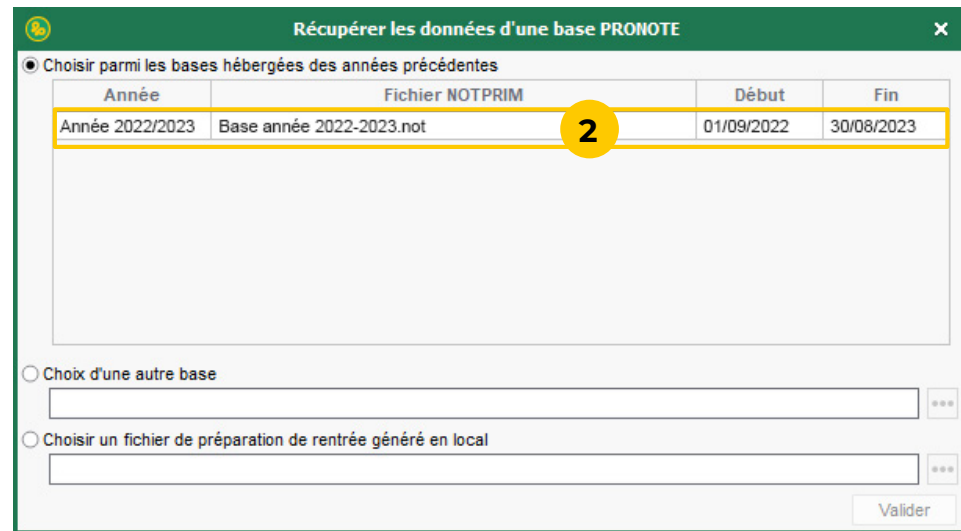 Récupérer les données d'une base PRONOTE
Choisir parmi les bases hébergées des années précédentes
Année Fichier NOTPRIM Début Fin
Année 2022/2023 Base année 2022-2023.not 2 01/09/2022 30/08/2023
Choix d'une autre base
Choisir un fichier de préparation de rentrée généré en local
Valider